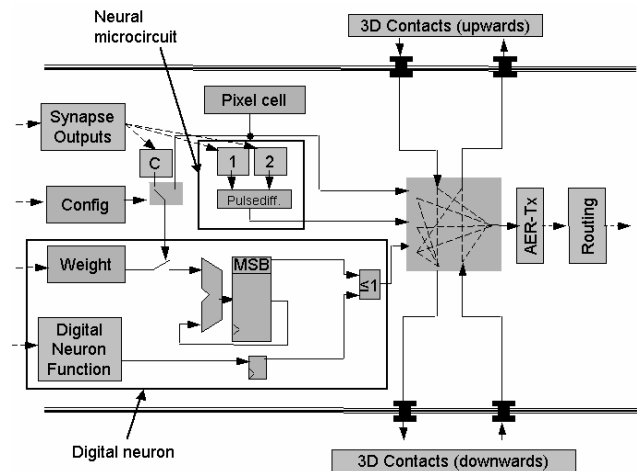 Neural
microcircuit
3D Contacts (upwards)
Pixel cell
Synapse
Outputs
C
1
2
Config
Pulsediff.
AER-Tx
Routing
Weight
MSB
≤1
Digital
Neuron
Function
Digital neuron
3D Contacts (downwards)